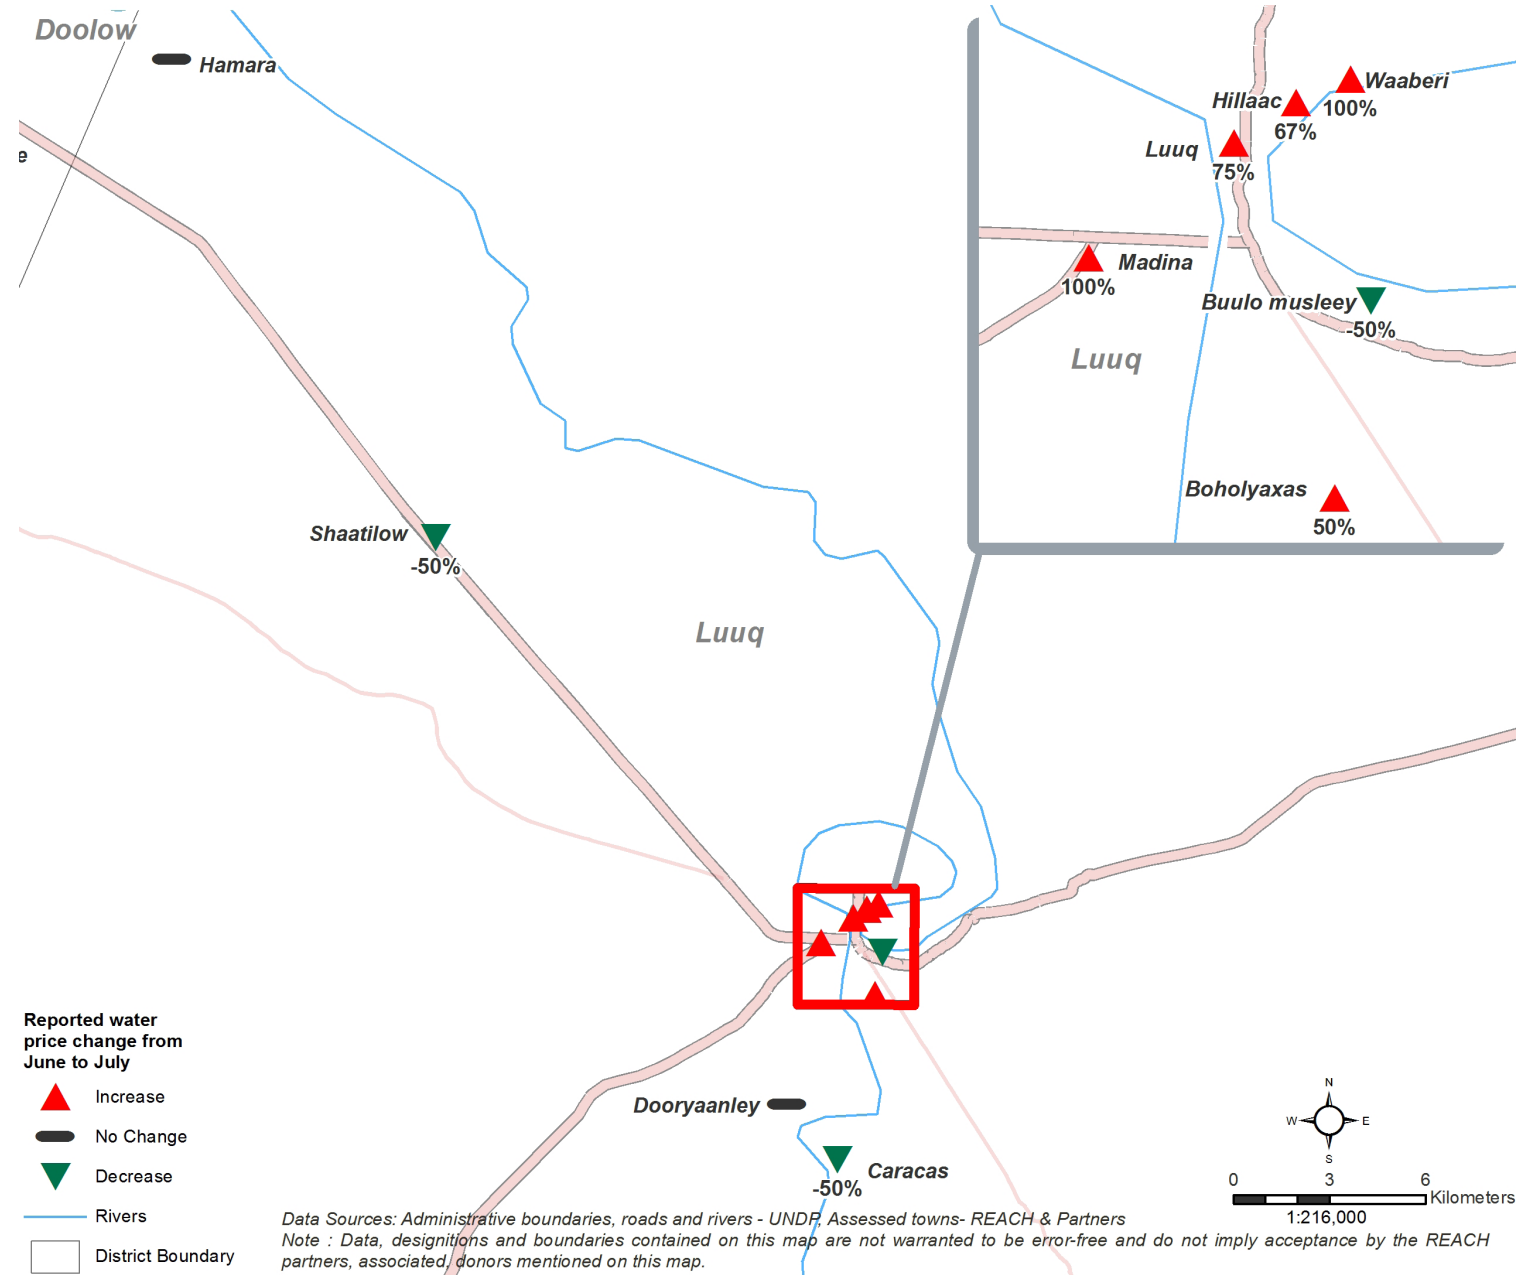 Doolow
Hamara
e
Waaberi
Hillaac
100%
67%
Luuq
75%
Madina
100%
Buulo musleey
-50%
Luuq
Boholyaxas
50%
Shaatilow
-50%
Luuq
Dooryaanley
Caracas
-50%
Reported water
price change from
June to July
Increase
No Change
Decrease
Rivers
District Boundary
N
W
E
S
0
3
6
Kilometers
1:216,000
Data Sources: Administrative boundaries, roads and rivers - UNDP, Assessed towns- REACH & Partners
Note : Data, designitions and boundaries contained on this map are not warranted to be error-free and do not imply acceptance by the REACH
partners, associated, donors mentioned on this map.